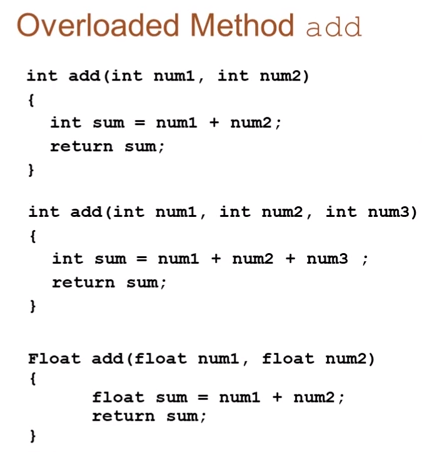 Overloaded Method add
int add(int num1, int num2)
{
int sum = num1 + num2;
return sum;
}
int add(int num1, int num2, int num3)
{
int sum = num1 + num2 + num3 ;
return sum;
}
Float add(float num1, float num2)
{
float sum = num1 + num2;
return sum;
}